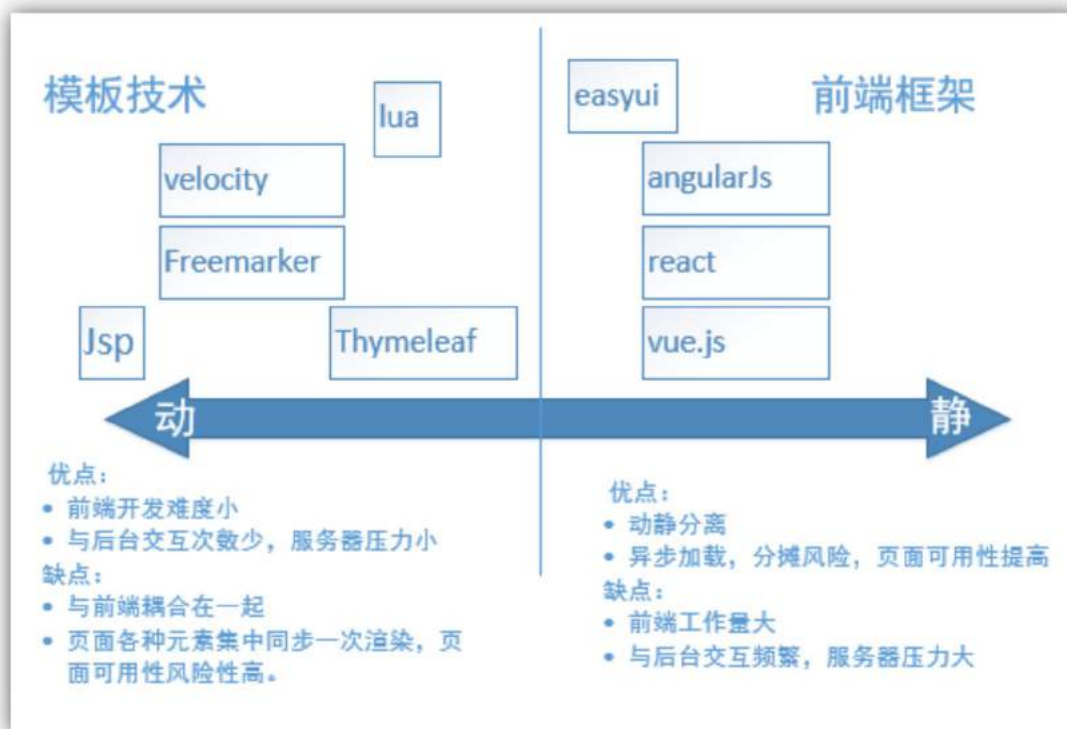 模板技术
lua
velocity
Freemarker
Jsp
Thymeleaf
easyui
前端框架
angularJs
react
vue.js
动
静
优点:
• 前端开发难度小
• 与后台交互次数少,服务器压力小
缺点:
• 与前端耦合在一起
• 页面各种元素集中同步一次渲染,页
面可用性风险性高。
优点:
• 动静分离
• 异步加载,分摊风险,页面可用性提高
缺点:
• 前端工作量大
• 与后台交互频繁,服务器压力大